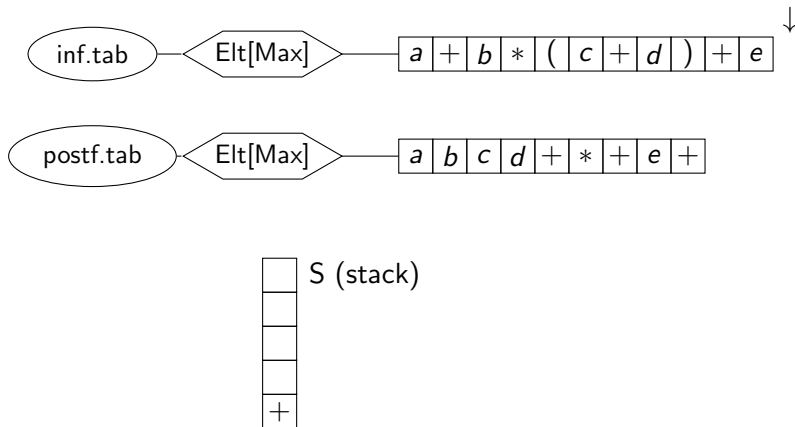 ↓
inf.tab Elt[Max] a + b * ( c + d ) + e
postf.tab Elt[Max] a b c d + * + e +
S (stack)
+